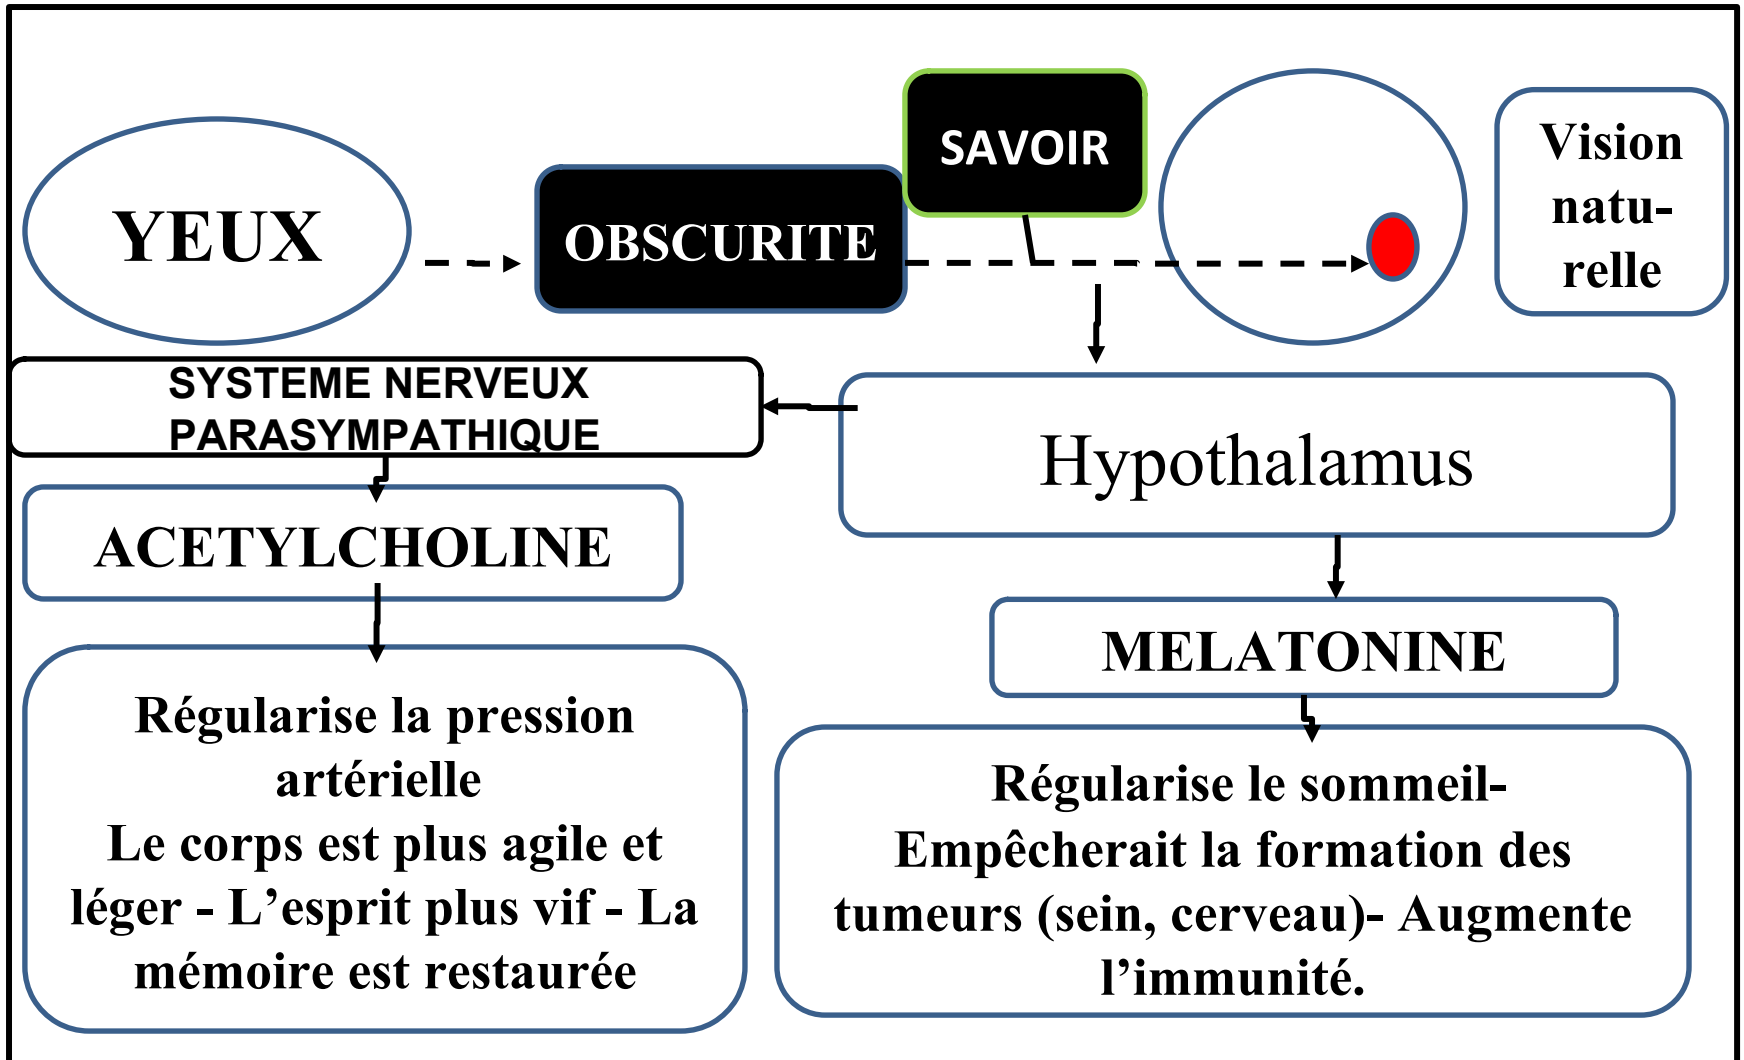 YEUX
OBSCURITE
SAVOIR
Vision
natu-
relle
SYSTEME NERVEUX
PARASYMPATHIQUE
Hypothalamus
ACETYLCHOLINE
MELATONINE
Régularise la pression
artérielle
Le corps est plus agile et
léger - L’esprit plus vif - La
mémoire est restaurée
Régularise le sommeil-
Empêcherait la formation des
tumeurs (sein, cerveau)- Augmente
l’immunité.